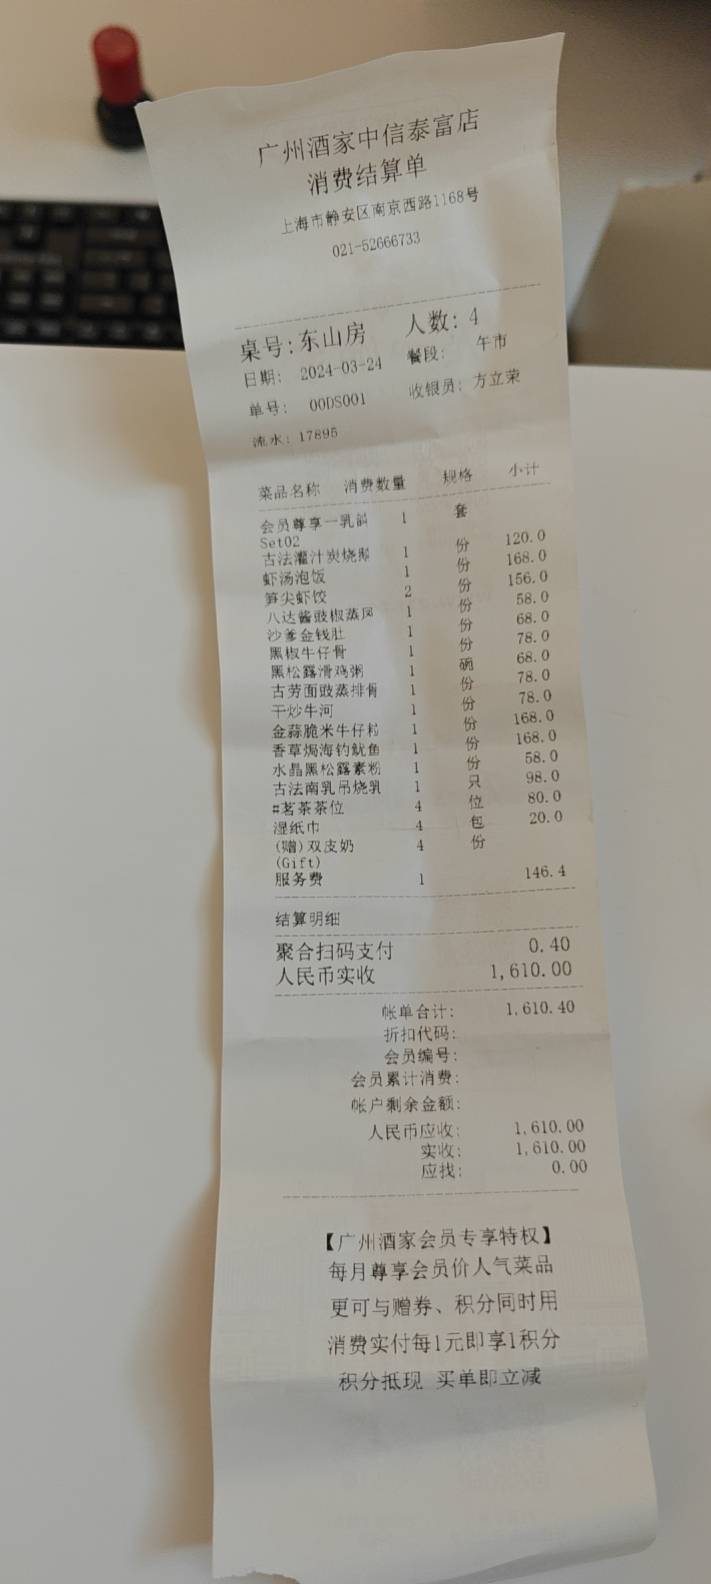 广州酒家中信泰富店
消费结算单
上海市静安区南京西路1168号
021-52666733
桌号:东山房 人数: 4
日期: 2024-03-24 餐段: 午市
单号: 00DS001 收银员: 方立荣
流水: 17895
菜品名称 消费数量 规格 小计
会员尊享一乳 1 套
Set02
古法灌汁炭烧 1 份 120.0
虾汤泡饭 1 份 168.0
笋尖虾饺 2 份 156.0
八达酱豉椒蒸凤 1 份 58.0
沙爹金钱肚 1 份 68.0
黑椒牛仔骨 1 份 78.0
黑松露滑鸡粥 1 碗 68.0
古劳面豉蒸排骨 1 份 78.0
干炒牛河 1 份 78.0
金蒜脆米牛仔粒 1 份 168.0
香草焗海钓鱿鱼 1 份 168.0
水晶黑松露素粉 1 份 58.0
古法南乳吊烧乳 1 只 98.0
#茗茶茶位 4 位 80.0
湿纸巾 4 包 20.0
(赠)双皮奶 4 份
(Gift)
服务费 1 146.4
结算明细
聚合扫码支付 0.40
人民币实收 1,610.00
帐单合计: 1,610.40
折扣代码:
会员编号:
会员累计消费:
帐户剩余金额:
人民币应收: 1,610.00
实收: 1,610.00
应找: 0.00
【广州酒家会员专享特权】
每月尊享会员价人气菜品
更可与赠券、积分同时用
消费实付每1元即享1积分
积分抵现 买单即立减